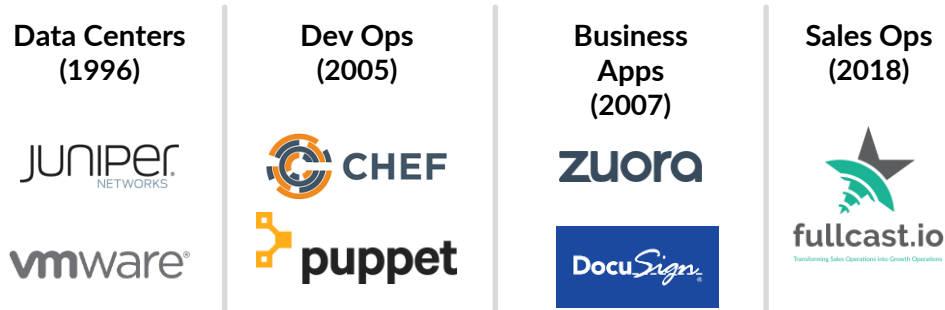 Data Centers
(1996)
JUNIPER
NETWORKS
vmware®
Dev Ops
(2005)
CHEF
puppet
Business
Apps
(2007)
zuora
DocuSign®
Sales Ops
(2018)
fullcast.io
Transforming Sales Operations into Growth Operations